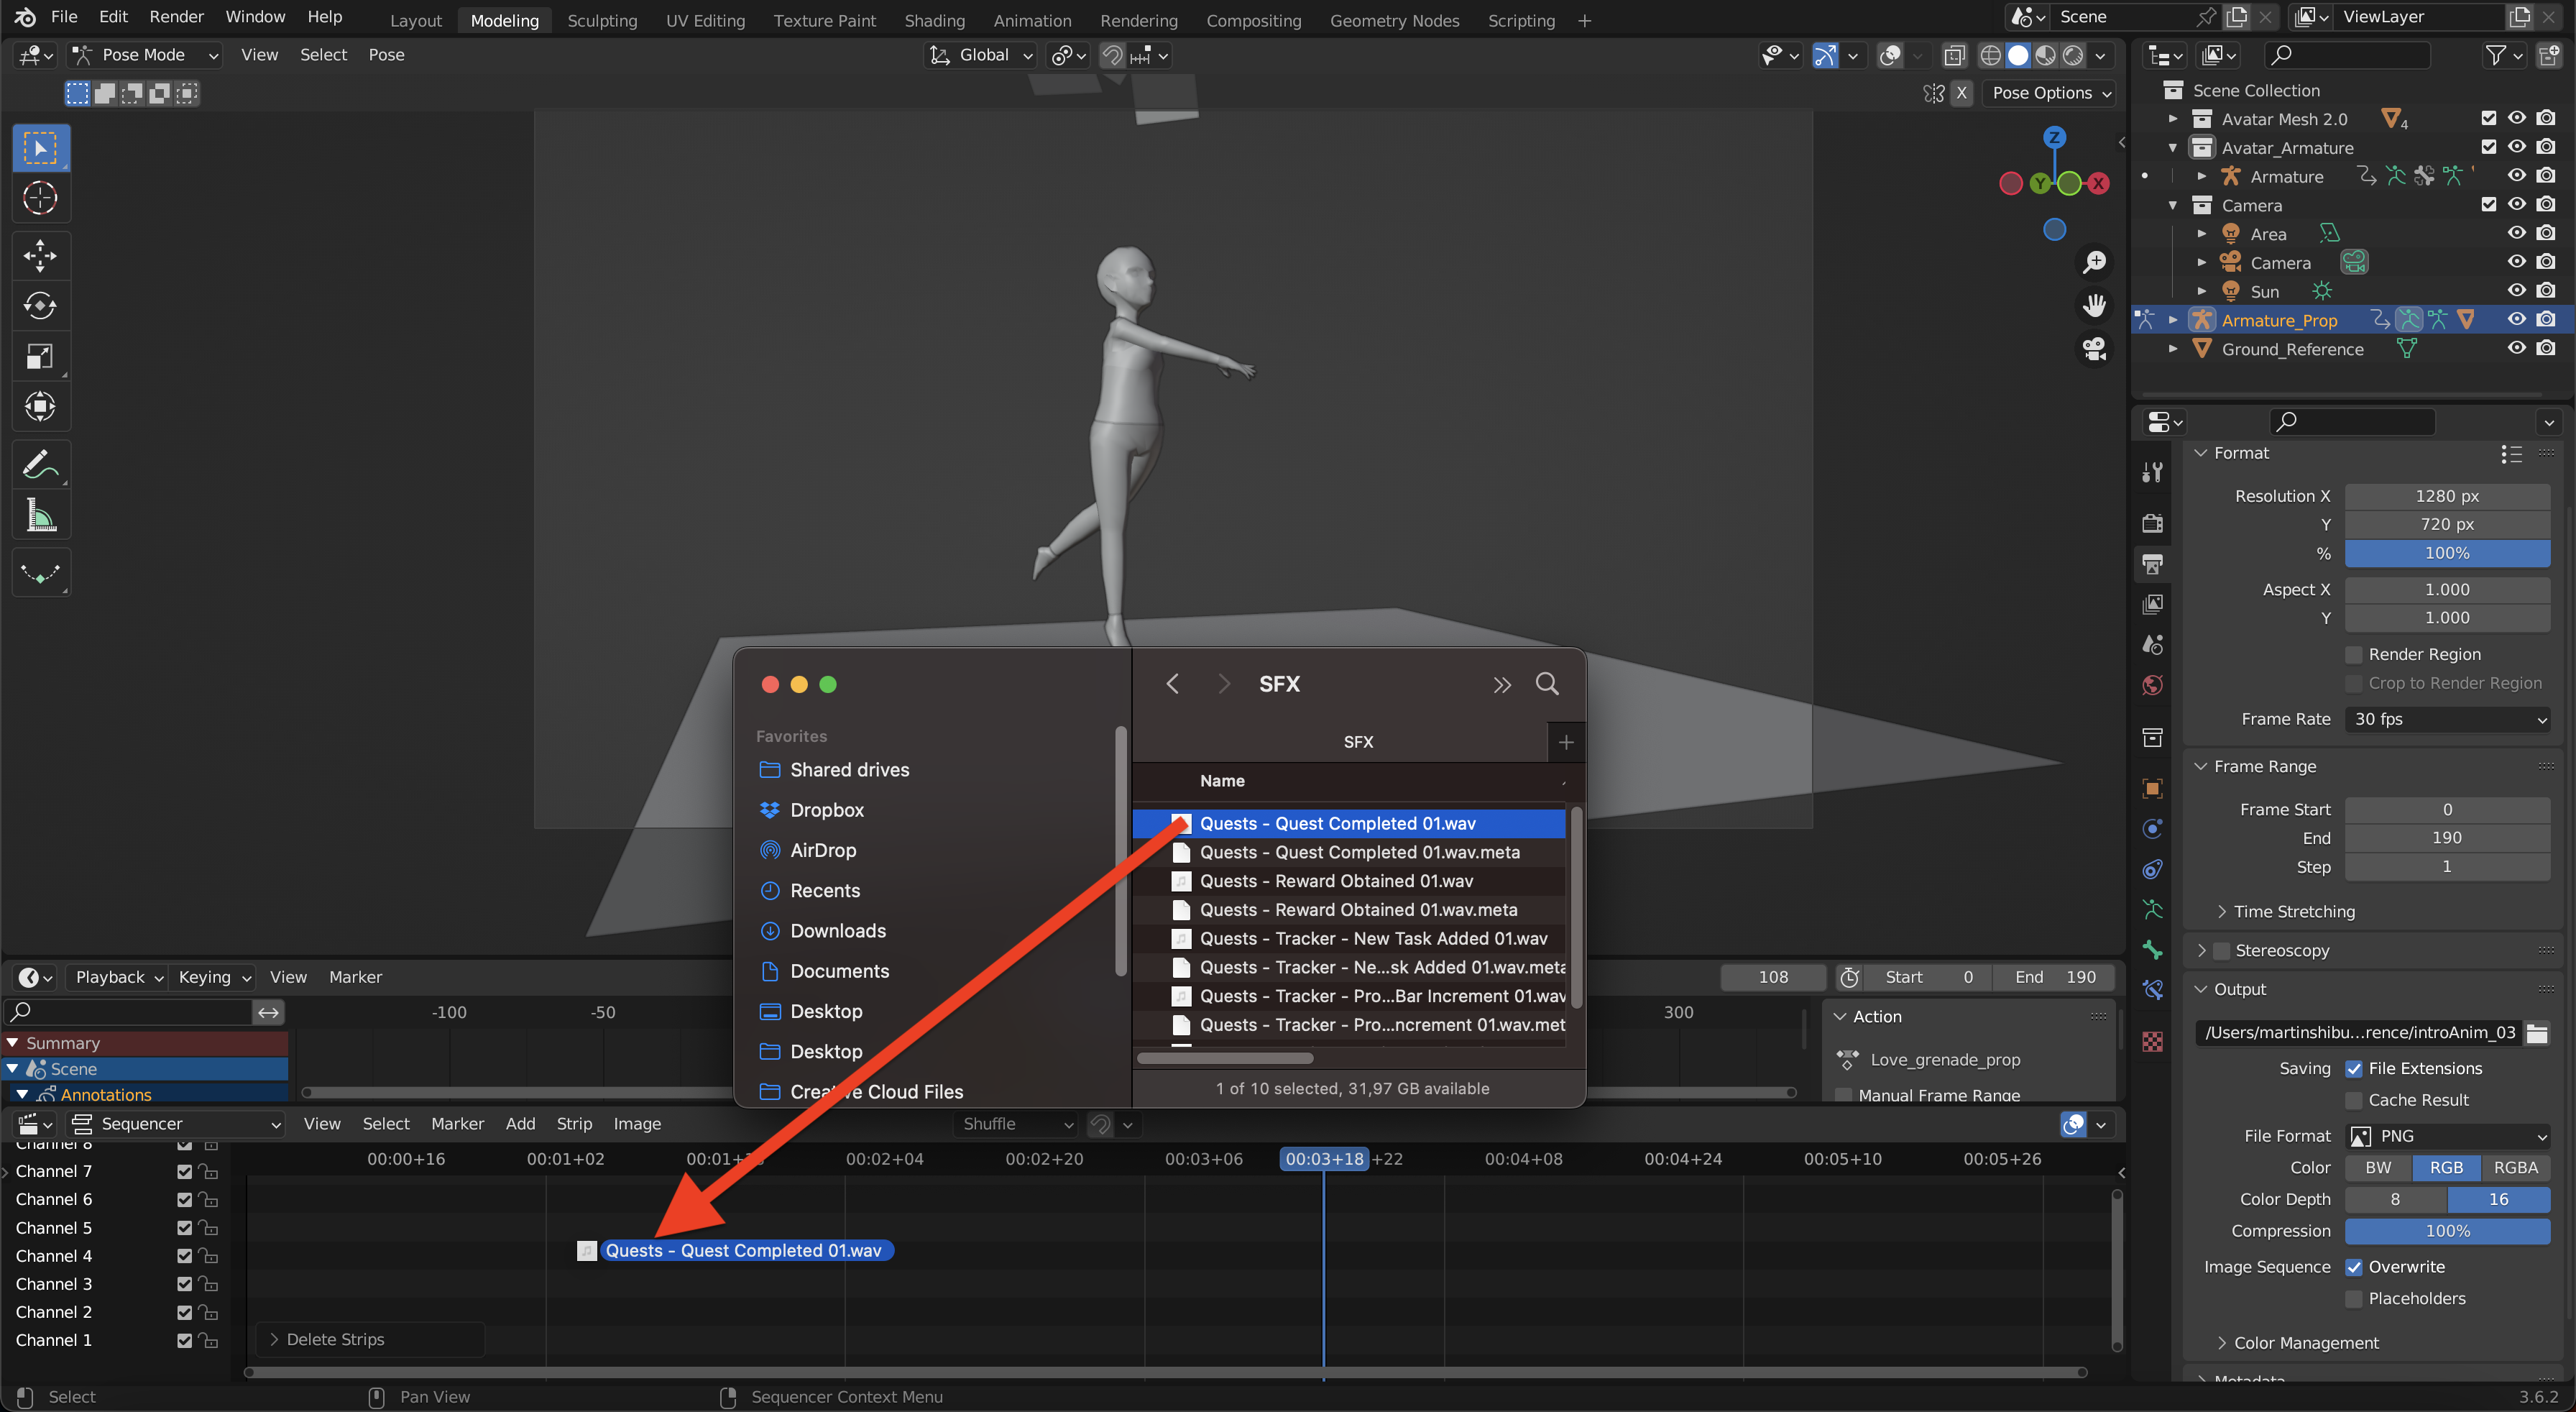 File Edit Render Window Help Layout Modeling Sculpting UV Editing Texture Paint Shading Animation Rendering Compositing Geometry Nodes Scripting + Scene ViewLayer
Pose Mode View Select Pose Global
X Pose Options
Z
Y X
Scene Collection
Avatar Mesh 2.0 4
Avatar_Armature
Armature
Camera
Area
Camera
Sun
Armature_Prop
Ground_Reference
Format
Resolution X 1280 px
Y 720 px
% 100%
Aspect X 1.000
Y 1.000
Render Region
Crop to Render Region
Frame Rate 30 fps
Frame Range
Frame Start 0
End 190
Step 1
Time Stretching
Stereoscopy
Output
/Users/martinshibu...rence/introAnim_03
Saving File Extensions
Cache Result
File Format PNG
Color BW RGB RGBA
Color Depth 8 16
Compression 100%
Image Sequence Overwrite
Placeholders
Color Management
Metadata
SFX
SFX
Name
Quests - Quest Completed 01.wav
Quests - Quest Completed 01.wav.meta
Quests - Reward Obtained 01.wav
Quests - Reward Obtained 01.wav.meta
Quests - Tracker - New Task Added 01.wav
Quests - Tracker - Ne...sk Added 01.wav.meta
Quests - Tracker - Pro...Bar Increment 01.wav
Quests - Tracker - Pro...ncrement 01.wav.met
1 of 10 selected, 31,97 GB available
Favorites
Shared drives
Dropbox
AirDrop
Recents
Downloads
Documents
Desktop
Desktop
Creative Cloud Files
Playback Keying View Marker 108 Start 0 End 190
-100 -50 300
Summary
Scene
Annotations
Action
Love_grenade_prop
Manual Frame Range
Sequencer View Select Marker Add Strip Image Shuffle
00:00+16 00:01+02 00:02+04 00:02+20 00:03+06 00:03+18 +22 00:04+08 00:04+24 00:05+10 00:05+26
Channel 8
Channel 7
Channel 6
Channel 5
Channel 4
Channel 3
Channel 2
Channel 1
Quests - Quest Completed 01.wav
Delete Strips
Select Pan View Sequencer Context Menu 3.6.2